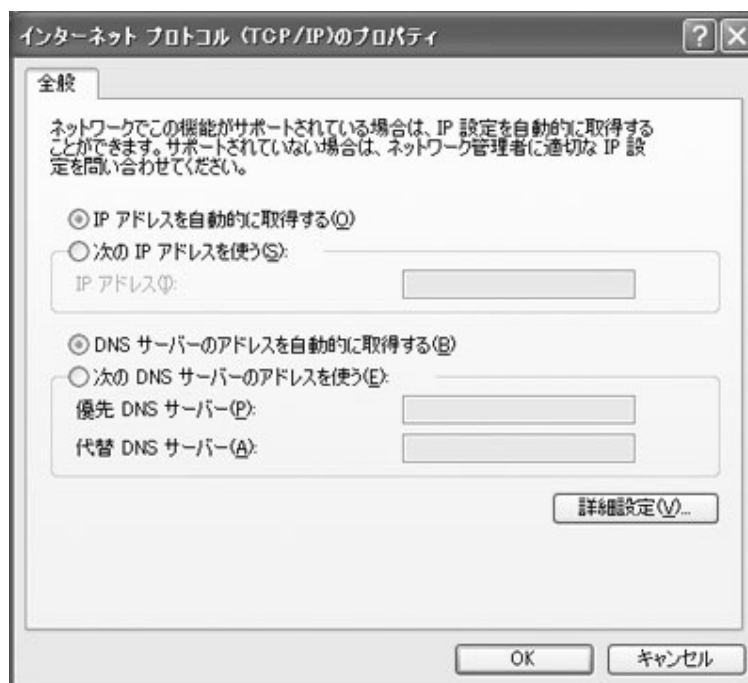 インターネット プロトコル (TCP/IP)のプロパティ
全般
ネットワークでこの機能がサポートされている場合は、IP 設定を自動的に取得する
ことができます。サポートされていない場合は、ネットワーク管理者に適切な IP 設
定を問い合わせてください。
IP アドレスを自動的に取得する(O)
次の IP アドレスを使う(S):
IP アドレス(I):
DNS サーバーのアドレスを自動的に取得する(B)
次の DNS サーバーのアドレスを使う(E):
優先 DNS サーバー(P):
代替 DNS サーバー(A):
詳細設定(V)...
OK
キャンセル